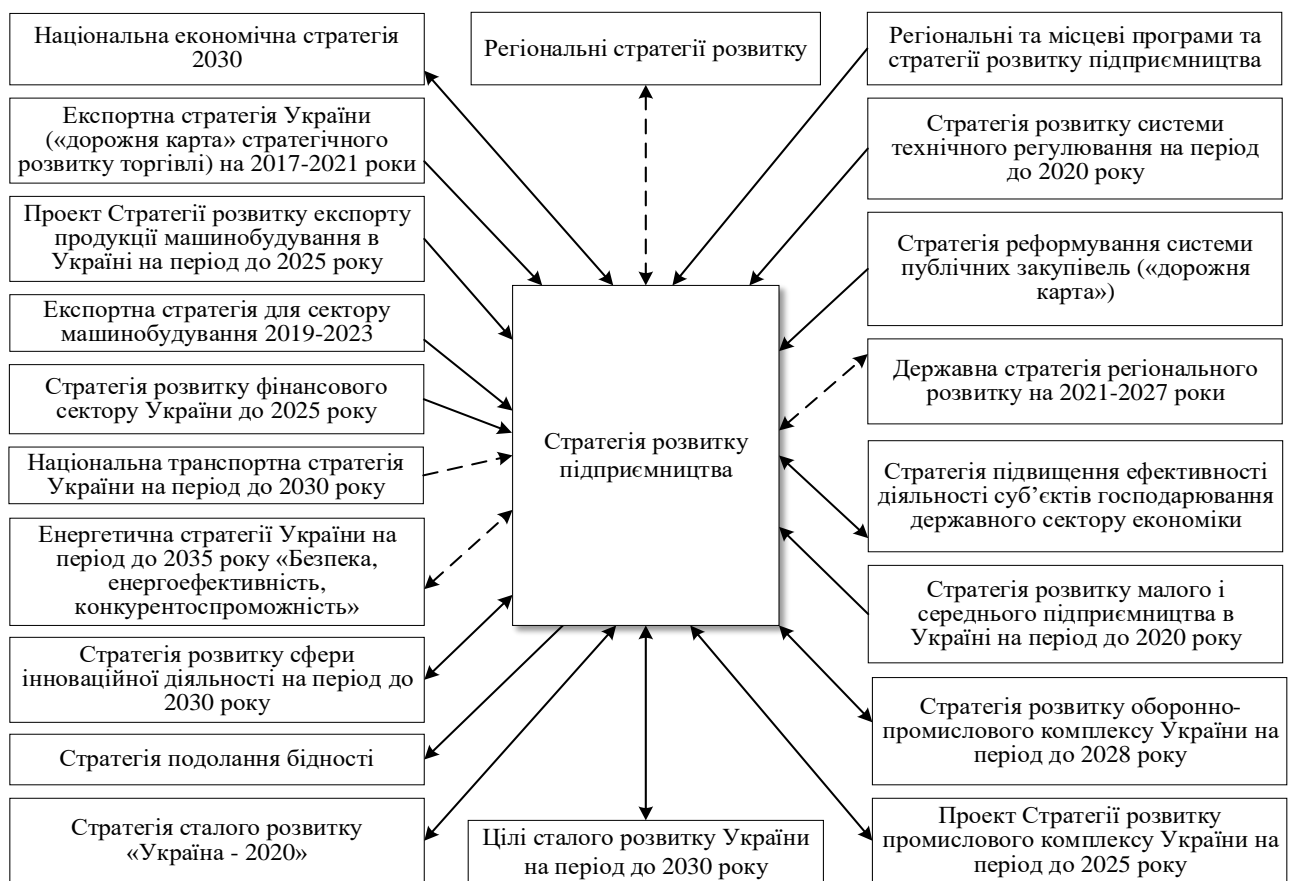 Національна економічна стратегія
2030
Експортна стратегія України
(«дорожня карта» стратегічного
розвитку торгівлі) на 2017-2021 роки
Проект Стратегії розвитку експорту
продукції машинобудування в
Україні на період до 2025 року
Експортна стратегія для сектору
машинобудування 2019-2023
Стратегія розвитку фінансового
сектору України до 2025 року
Національна транспортна стратегія
України на період до 2030 року
Енергетична стратегії України на
період до 2035 року «Безпека,
енергоефективність,
конкурентоспроможність»
Стратегія розвитку сфери
інноваційної діяльності на період до
2030 року
Стратегія подолання бідності
Стратегія сталого розвитку
«Україна - 2020»
Регіональні стратегії розвитку
Стратегія розвитку
підприємництва
Цілі сталого розвитку України
на період до 2030 року
Регіональні та місцеві програми та
стратегії розвитку підприємництва
Стратегія розвитку системи
технічного регулювання на період
до 2020 року
Стратегія реформування системи
публічних закупівель («дорожня
карта»)
Державна стратегія регіонального
розвитку на 2021-2027 роки
Стратегія підвищення ефективності
діяльності суб’єктів господарювання
державного сектору економіки
Стратегія розвитку малого і
середнього підприємництва в
Україні на період до 2020 року
Стратегія розвитку оборонно-
промислового комплексу України на
період до 2028 року
Проект Стратегії розвитку
промислового комплексу України на
період до 2025 року